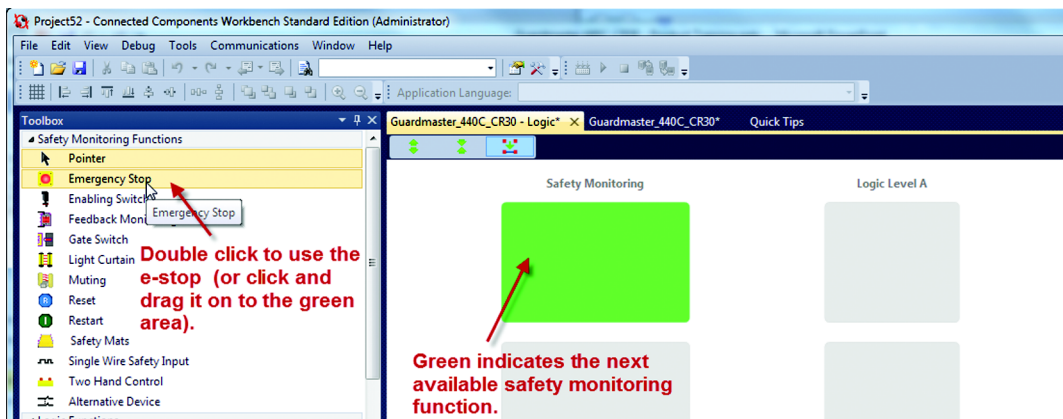 Project52 - Connected Components Workbench Standard Edition (Administrator)
File Edit View Debug Tools Communications Window Help
Application Language:
Toolbox
Guardmaster_440C_CR30 - Logic* Guardmaster_440C_CR30* Quick Tips
Safety Monitoring Functions
Pointer
Emergency Stop
Enabling Switch
Emergency Stop
Feedback Moni
Gate Switch
Light Curtain
Muting
Reset
Restart
Safety Mats
Single Wire Safety Input
Two Hand Control
Alternative Device
Double click to use the
e-stop (or click and
drag it on to the green
area).
Safety Monitoring
Logic Level A
Green indicates the next
available safety monitoring
function.